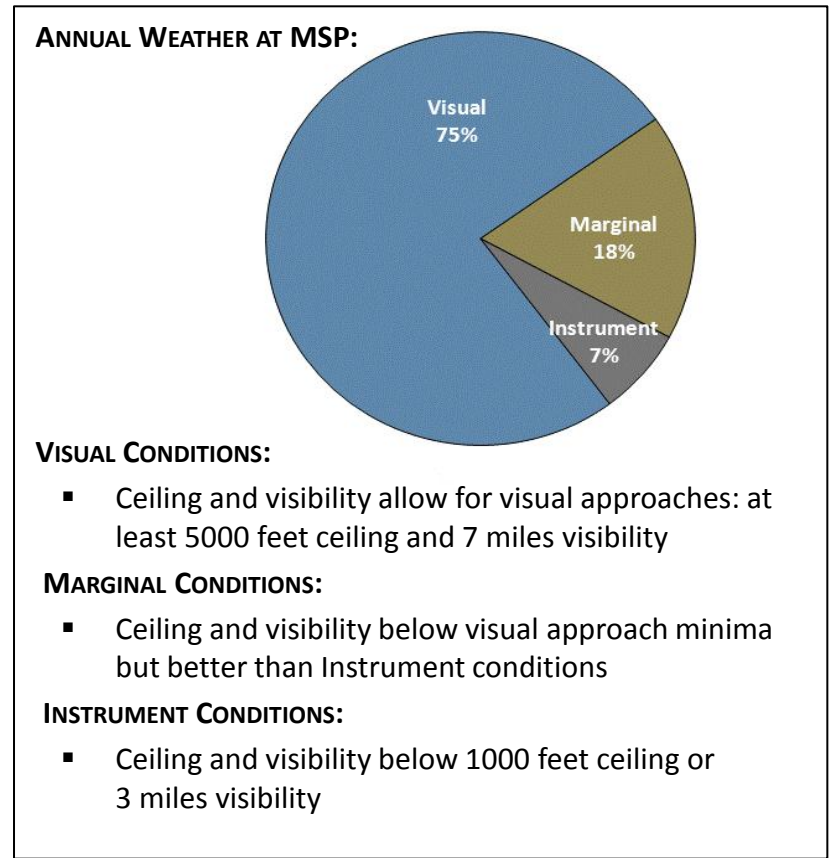 ANNUAL WEATHER AT MSP:
Visual
75%
Marginal
18%
Instrument
7%
VISUAL CONDITIONS:
▪ Ceiling and visibility allow for visual approaches: at
least 5000 feet ceiling and 7 miles visibility
MARGINAL CONDITIONS:
▪ Ceiling and visibility below visual approach minima
but better than Instrument conditions
INSTRUMENT CONDITIONS:
▪ Ceiling and visibility below 1000 feet ceiling or
3 miles visibility